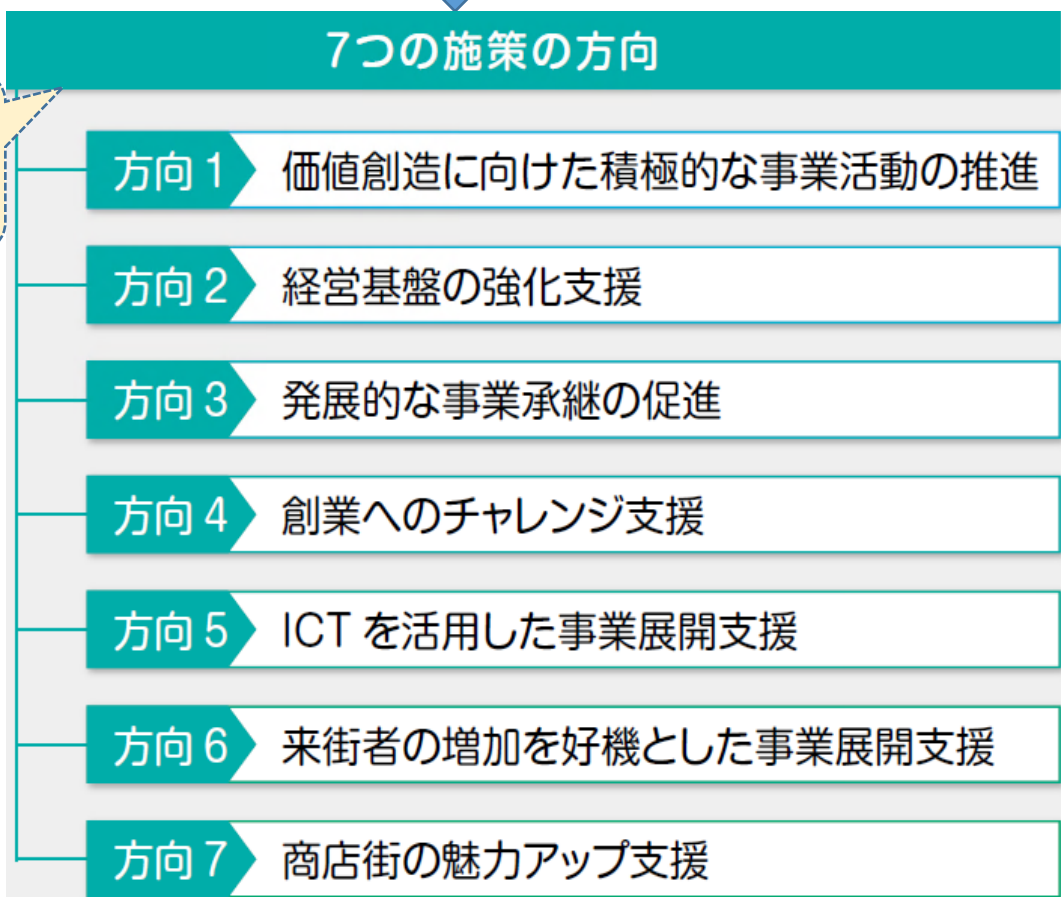 7つの施策の方向
方向1 価値創造に向けた積極的な事業活動の推進
方向2 経営基盤の強化支援
方向3 発展的な事業承継の促進
方向4 創業へのチャレンジ支援
方向5 ICTを活用した事業展開支援
方向6 来街者の増加を好機とした事業展開支援
方向7 商店街の魅力アップ支援